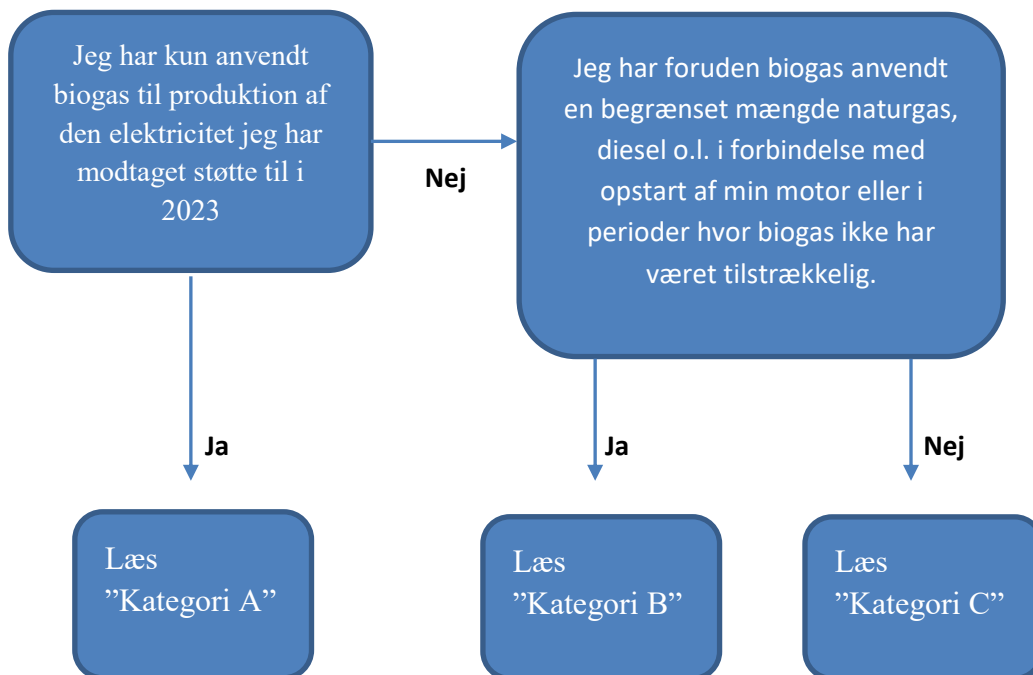 Jeg har kun anvendt
biogas til produktion af
den elektricitet jeg har
modtaget støtte til i
2023
Nej
Jeg har foruden biogas anvendt
en begrænset mængde naturgas,
diesel o.l. i forbindelse med
opstart af min motor eller i
perioder hvor biogas ikke har
været tilstrækkelig.
Ja
Ja
Nej
Læs
”Kategori A”
Læs
”Kategori B”
Læs
”Kategori C”